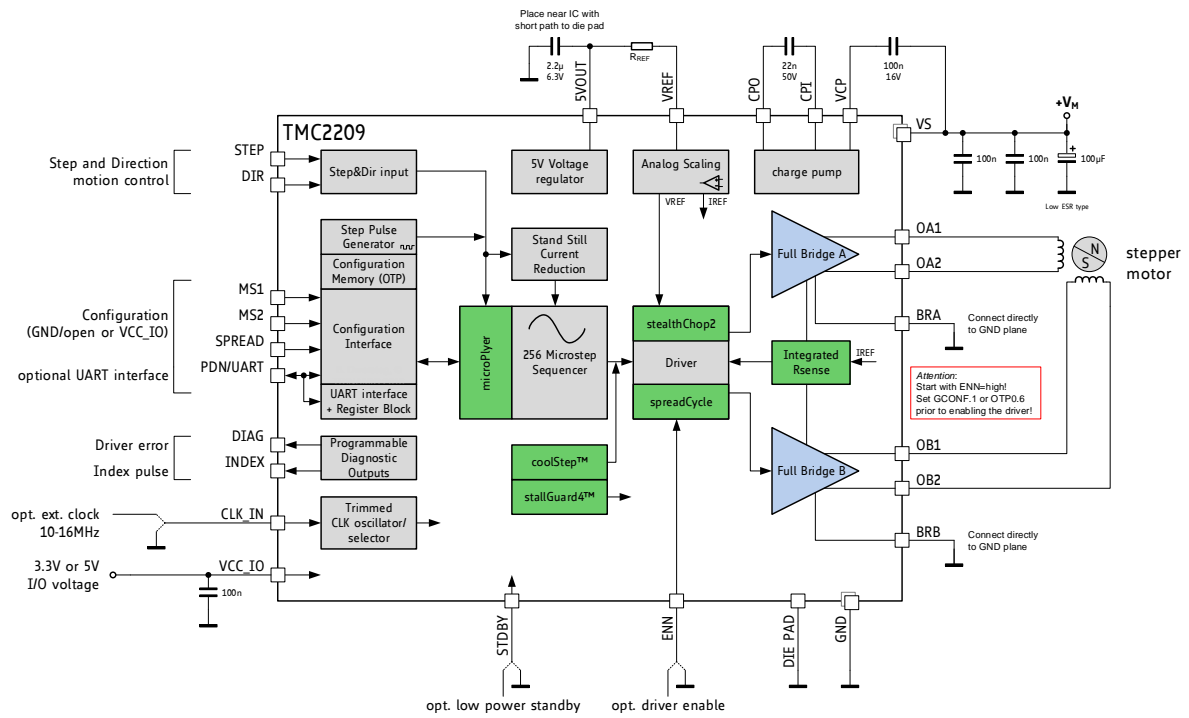 Place near IC with
short path to die pad
2.2µ
6.3V
RREF
22n
50V
100n
16V
5VOUT
VREF
CPO
CPI
VCP
+VM
VS
TMC2209
100n
100n
100µF
+
Low ESR type
Step and Direction
motion control
STEP
DIR
Step&Dir input
5V Voltage
regulator
Analog Scaling
VREF
IREF
charge pump
Step Pulse
Generator
Configuration
Memory (OTP)
Stand Still
Current
Reduction
Full Bridge A
OA1
OA2
N
S
stepper
motor
Configuration
(GND/open or VCC_IO)
optional UART interface
MS1
MS2
SPREAD
PDN/UART
Configuration
Interface
UART interface
+ Register Block
microPlyer
256 Microstep
Sequencer
stealthChop2
Driver
spreadCycle
Integrated
Rsense
IREF
BRA
Connect directly
to GND plane
Attention:
Start with ENN=high!
Set GCONF.1 or OTP0.6
prior to enabling the driver!
Driver error
Index pulse
DIAG
INDEX
Programmable
Diagnostic
Outputs
coolStep™
stallGuard4™
Full Bridge B
OB1
OB2
opt. ext. clock
10-16MHz
CLK_IN
Trimmed
CLK oscillator/
selector
BRB
Connect directly
to GND plane
3.3V or 5V
I/O voltage
VCC_IO
100n
STDBY
ENN
DIE PAD
GND
opt. low power standby
opt. driver enable